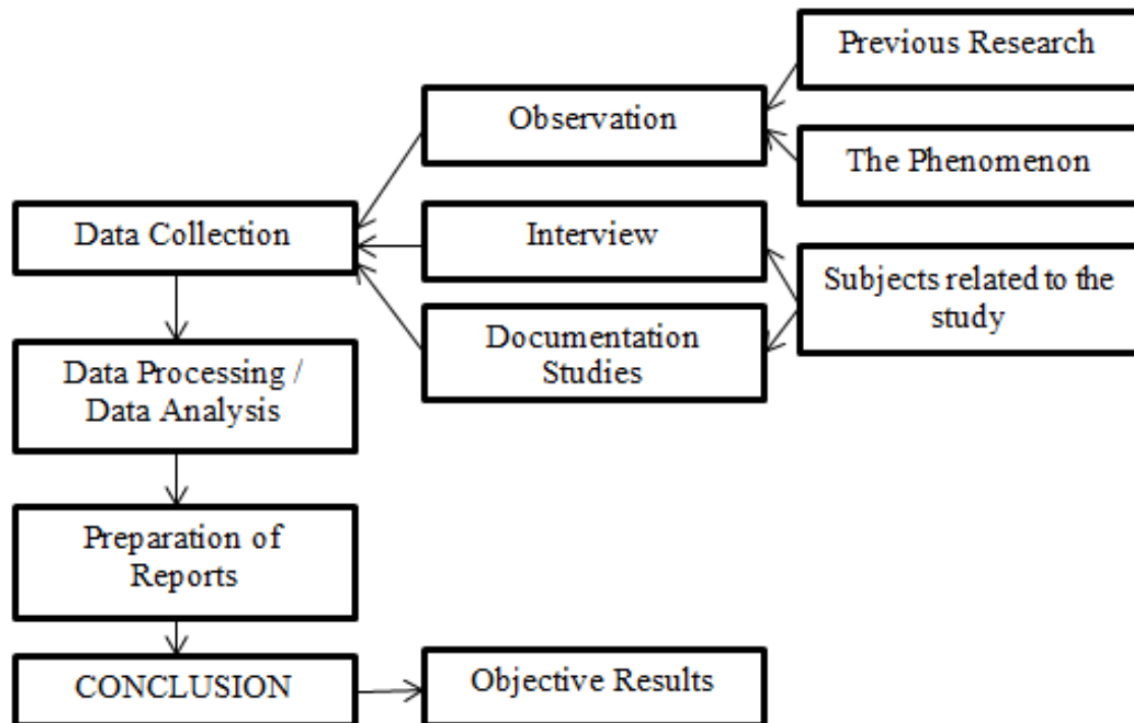 Previous Research
Observation
The Phenomenon
Data Collection
Interview
Subjects related to the
study
Documentation
Studies
Data Processing /
Data Analysis
Preparation of
Reports
CONCLUSION
Objective Results